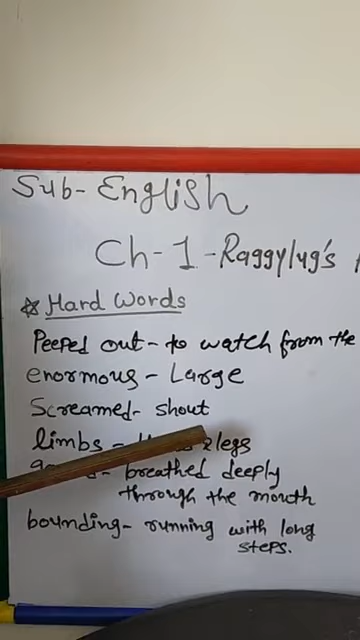 Sub- English
Ch-1-Raggylug's
Hard Words
Peeped out- to watch from the
enormous - Large
Screamed- shout
limbs - & legs
- breathed deeply
through the mouth
bounding- running with long
steps.